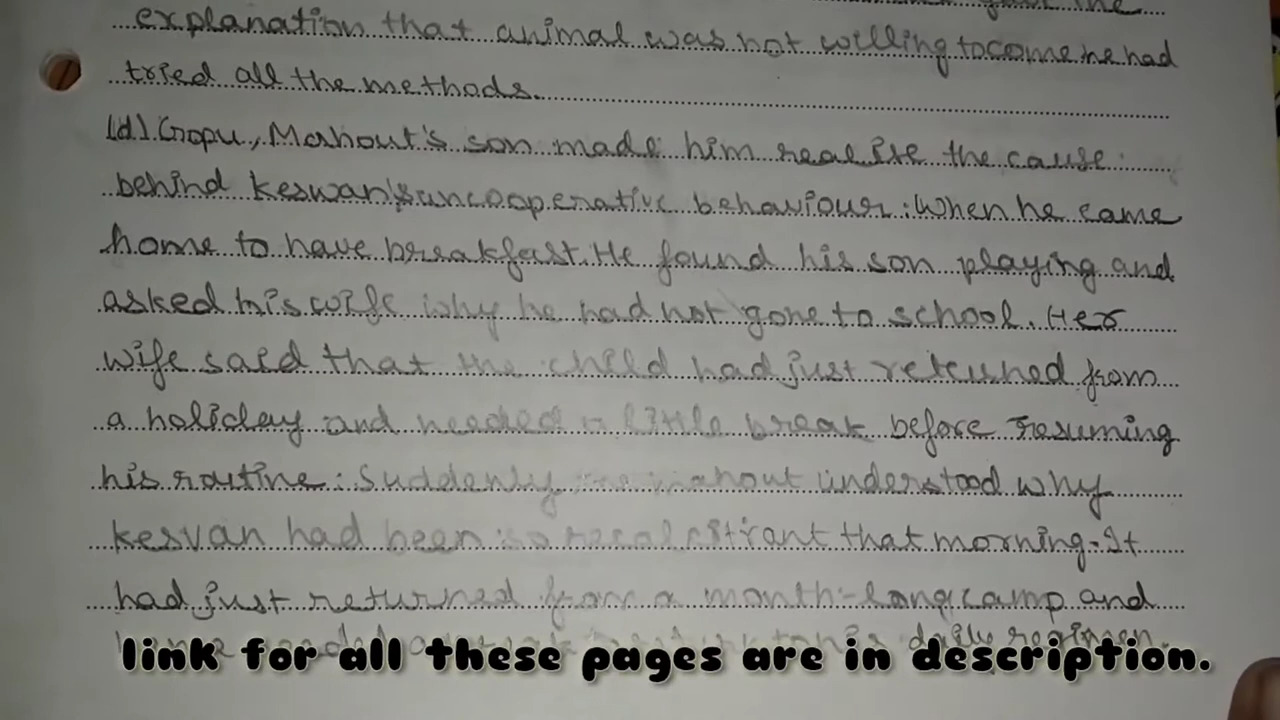 the
explanation that animal was not willing to come he had
tried all the methods.
(d). Gopu, Mahout's son made him realise the cause
behind Keswan's uncooperative behaviour. When he came
home to have breakfast. He found his son playing and
asked his wife why he had not gone to school. Her
wife said that the child had just returned from
a holiday and needed a little break before resuming
his routine. Suddenly the mahout understood why
kesvan had been so recalcitrant that morning. It
had just returned from a month-long camp and
daily regimen.
link for all these pages are in description.